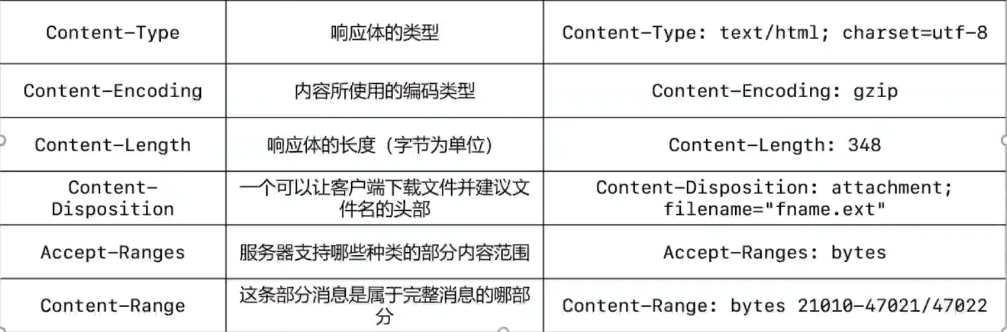 Content-Type 响应体的类型 Content-Type: text/html; charset=utf-8
Content-Encoding 内容所使用的编码类型 Content-Encoding: gzip
Content-Length 响应体的长度（字节为单位） Content-Length: 348
Content-
Disposition
一个可以让客户端下载文件并建议文
件名的头部
Content-Disposition: attachment;
filename="fname.ext"
Accept-Ranges 服务器支持哪些种类的部分内容范围 Accept-Ranges: bytes
Content-Range
这条部分消息是属于完整消息的哪部
分
Content-Range: bytes 21010-47021/47022